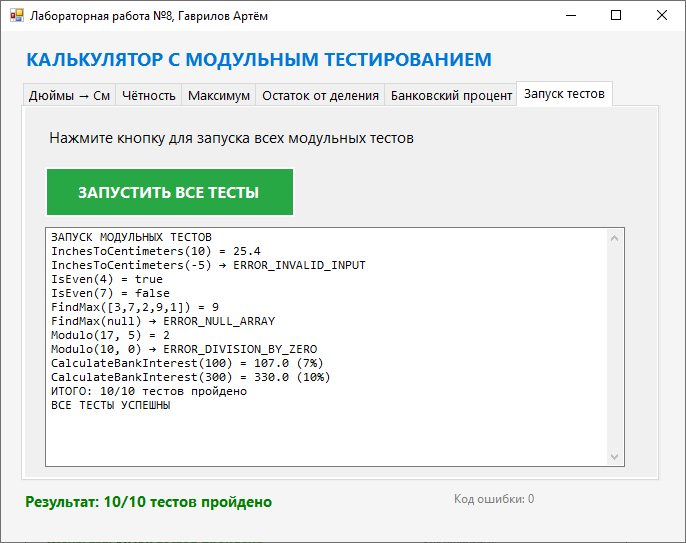 Лабораторная работа №8, Гаврилов Артём
КАЛЬКУЛЯТОР С МОДУЛЬНЫМ ТЕСТИРОВАНИЕМ
Дюймы → См Чётность Максимум Остаток от деления Банковский процент Запуск тестов
Нажмите кнопку для запуска всех модульных тестов
ЗАПУСТИТЬ ВСЕ ТЕСТЫ
ЗАПУСК МОДУЛЬНЫХ ТЕСТОВ
InchesToCentimeters(10) = 25.4
InchesToCentimeters(-5) → ERROR_INVALID_INPUT
IsEven(4) = true
IsEven(7) = false
FindMax([3,7,2,9,1]) = 9
FindMax(null) → ERROR_NULL_ARRAY
Modulo(17, 5) = 2
Modulo(10, 0) → ERROR_DIVISION_BY_ZERO
CalculateBankInterest(100) = 107.0 (7%)
CalculateBankInterest(300) = 330.0 (10%)
ИТОГО: 10/10 тестов пройдено
ВСЕ ТЕСТЫ УСПЕШНЫ
Результат: 10/10 тестов пройдено
Код ошибки: 0